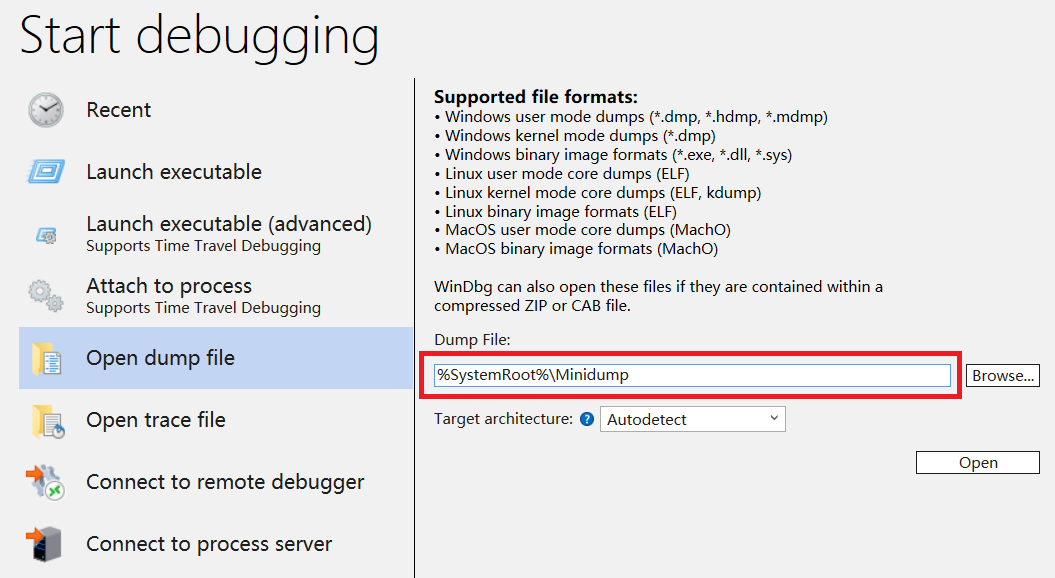 Start debugging
Recent
Launch executable
Launch executable (advanced)
Supports Time Travel Debugging
Attach to process
Supports Time Travel Debugging
Open dump file
Open trace file
Connect to remote debugger
Connect to process server
Supported file formats:
• Windows user mode dumps (*.dmp, *.hdmp, *.mdmp)
• Windows kernel mode dumps (*.dmp)
• Windows binary image formats (*.exe, *.dll, *.sys)
• Linux user mode core dumps (ELF)
• Linux kernel mode core dumps (ELF, kdump)
• Linux binary image formats (ELF)
• MacOS user mode core dumps (MachO)
• MacOS binary image formats (MachO)
WinDbg can also open these files if they are contained within a
compressed ZIP or CAB file.
Dump File:
%SystemRoot%\Minidump
Browse...
Target architecture: ? Autodetect
Open